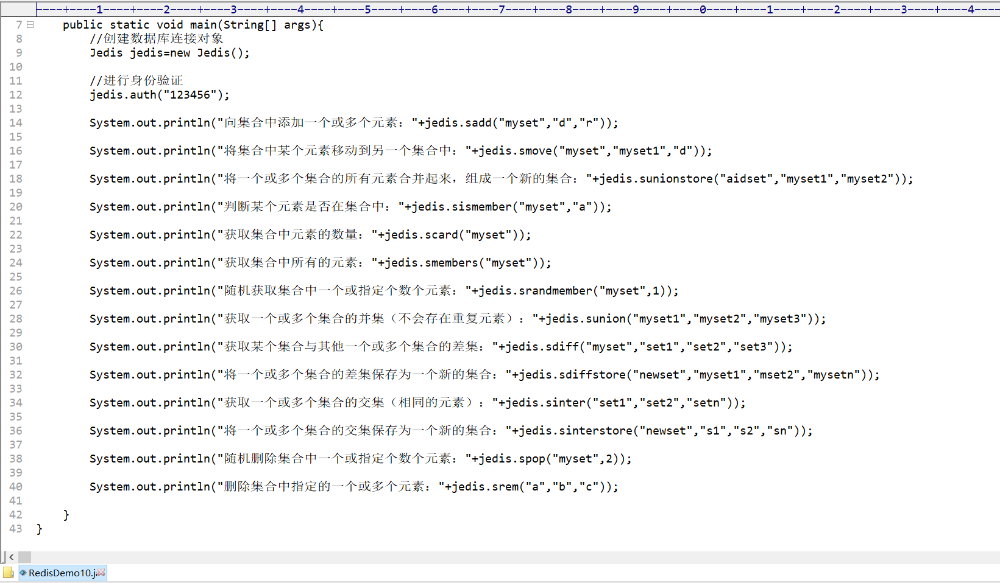 ----+----1----+----2----+----3----+----4----+----5----+----6----+----7----+----8----+----9----+----0----+----1----+----2----+----3----+----4----
7 public static void main(String[] args){
8 //创建数据库连接对象
9 Jedis jedis=new Jedis();
10
11 //进行身份验证
12 jedis.auth("123456");
13
14 System.out.println("向集合中添加一个或多个元素："+jedis.sadd("myset","d","r"));
15
16 System.out.println("将集合中某个元素移动到另一个集合中："+jedis.smove("myset","myset1","d"));
17
18 System.out.println("将一个或多个集合的所有元素合并起来，组成一个新的集合："+jedis.sunionstore("aidset","myset1","myset2"));
19
20 System.out.println("判断某个元素是否在集合中："+jedis.sismember("myset","a"));
21
22 System.out.println("获取集合中元素的数量："+jedis.scard("myset"));
23
24 System.out.println("获取集合中所有的元素："+jedis.smembers("myset"));
25
26 System.out.println("随机获取集合中一个或指定个数个元素："+jedis.srandmember("myset",1));
27
28 System.out.println("获取一个或多个集合的并集（不会存在重复元素）："+jedis.sunion("myset1","myset2","myset3"));
29
30 System.out.println("获取某个集合与其他一个或多个集合的差集："+jedis.sdiff("myset","set1","set2","set3"));
31
32 System.out.println("将一个或多个集合的差集保存为一个新的集合："+jedis.sdiffstore("newset","myset1","mset2","mysetn"));
33
34 System.out.println("获取一个或多个集合的交集（相同的元素）："+jedis.sinter("set1","set2","setn"));
35
36 System.out.println("将一个或多个集合的交集保存为一个新的集合："+jedis.sinterstore("newset","s1","s2","sn"));
37
38 System.out.println("随机删除集合中一个或指定个数个元素："+jedis.spop("myset",2));
39
40 System.out.println("删除集合中指定的一个或多个元素："+jedis.srem("a","b","c"));
41
42 }
43 }
RedisDemo10.j